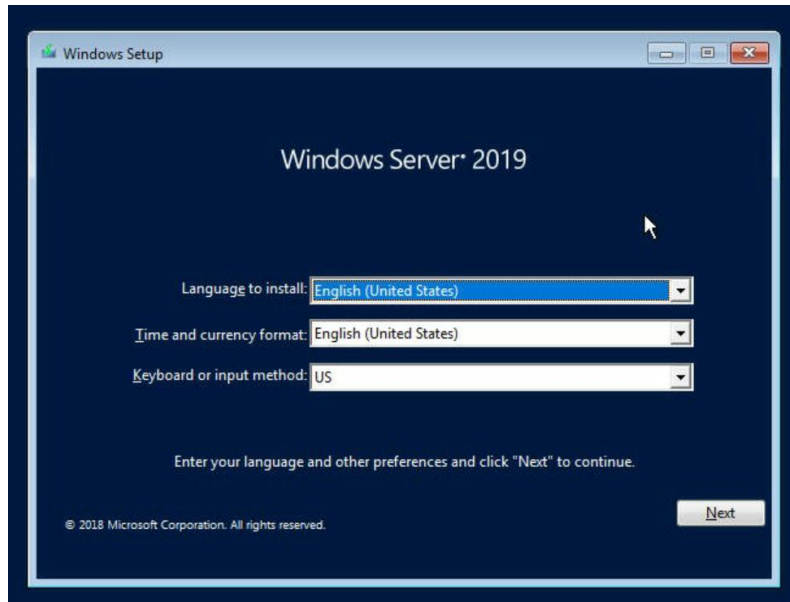 Windows Setup
Windows Server® 2019
Language to install: English (United States)
Time and currency format: English (United States)
Keyboard or input method: US
Enter your language and other preferences and click "Next" to continue.
Next
© 2018 Microsoft Corporation. All rights reserved.